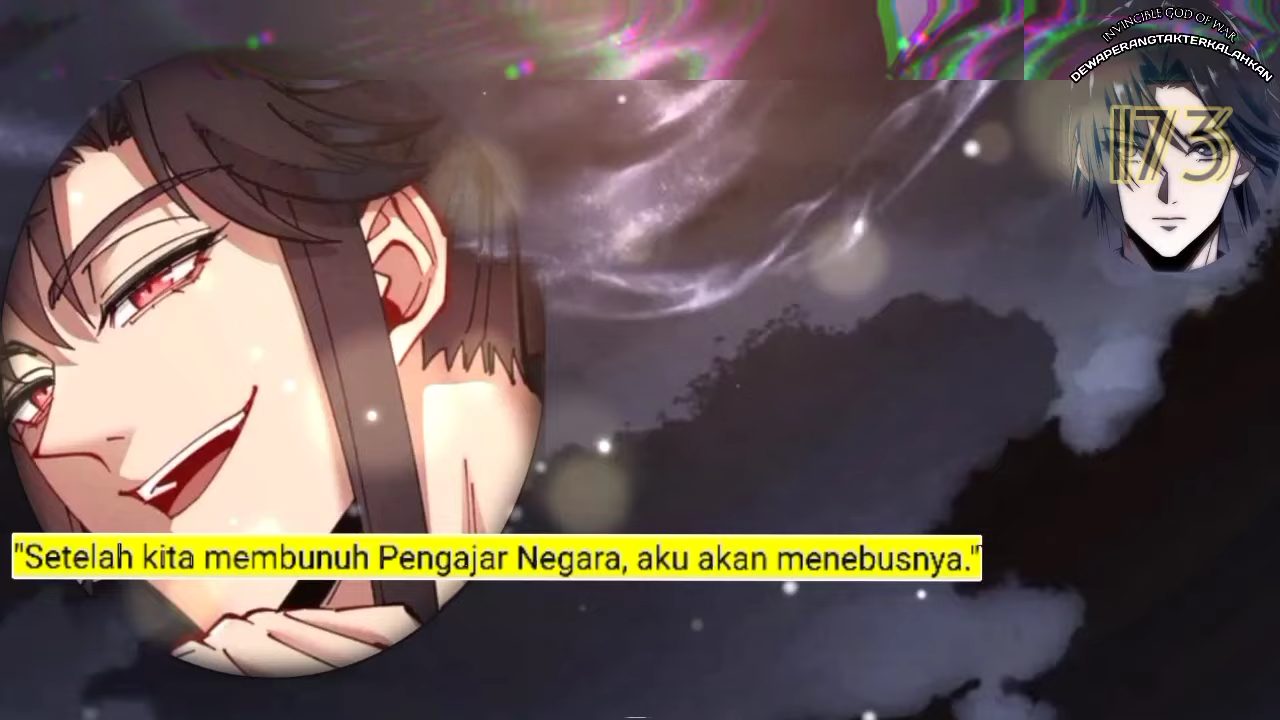 INVINCIBLE GOD OF WAR
DEWAPERANGTAKTERKALAHKAN
173
"Setelah kita membunuh Pengajar Negara, aku akan menebusnya."